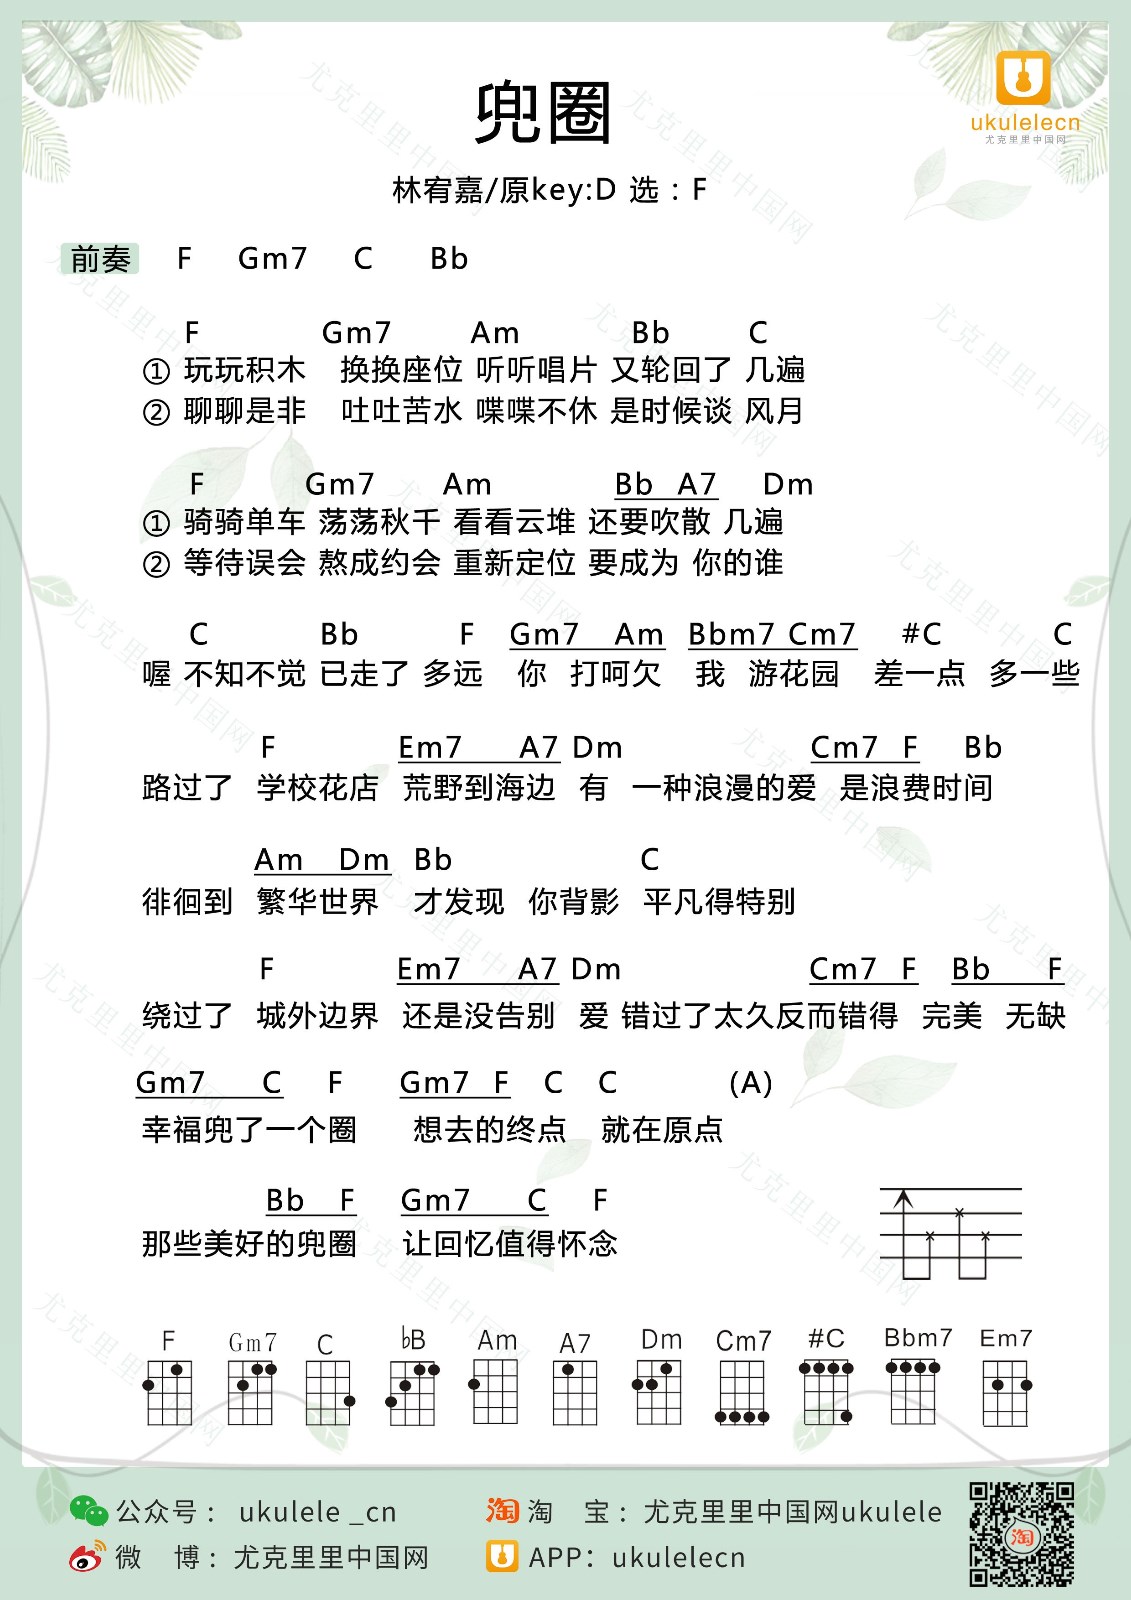 兜圈
ukulelecn
尤克里里中国网
林宥嘉/原key:D 选：F
前奏 F Gm7 C Bb
F Gm7 Am Bb C
① 玩玩积木 换换座位 听听唱片 又轮回了 几遍
② 聊聊是非 吐吐苦水 喋喋不休 是时候谈 风月
F Gm7 Am Bb A7 Dm
① 骑骑单车 荡荡秋千 看看云堆 还要吹散 几遍
② 等待误会 熬成约会 重新定位 要成为 你的谁
C Bb F Gm7 Am Bbm7 Cm7 #C C
喔 不知不觉 已走了 多远 你 打呵欠 我 游花园 差一点 多一些
F Em7 A7 Dm Cm7 F Bb
路过了 学校花店 荒野到海边 有 一种浪漫的爱 是浪费时间
Am Dm Bb C
徘徊到 繁华世界 才发现 你背影 平凡得特别
F Em7 A7 Dm Cm7 F Bb F
绕过了 城外边界 还是没告别 爱 错过了太久反而错得 完美 无缺
Gm7 C F Gm7 F C C (A)
幸福兜了一个圈 想去的终点 就在原点
Bb F Gm7 C F
那些美好的兜圈 让回忆值得怀念
F Gm7 C bB Am A7 Dm Cm7 #C Bbm7 Em7
公众号： ukulele _cn 淘 淘 宝：尤克里里中国网ukulele
微 博：尤克里里中国网 APP：ukulelecn
淘